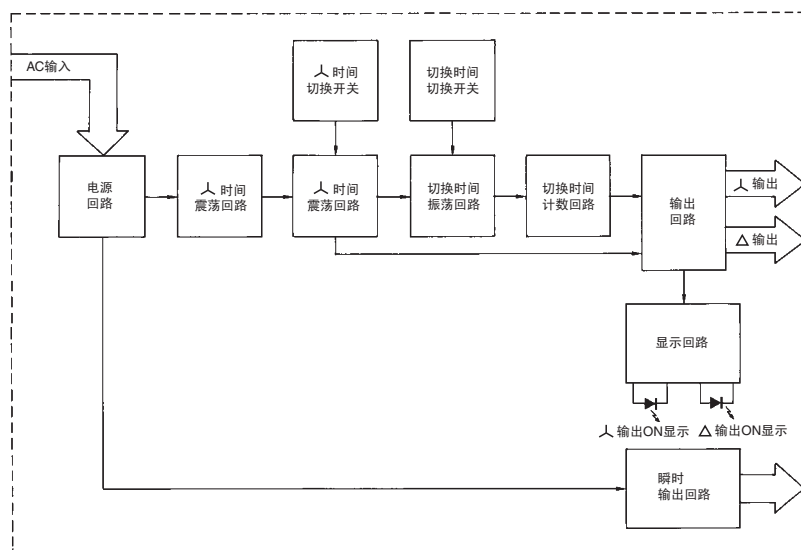 AC输入
人 时间
切换开关
切换时间
切换开关
电源
回路
人 时间
震荡回路
人 时间
震荡回路
切换时间
振荡回路
切换时间
计数回路
输出
回路
人 输出
△ 输出
显示回路
人 输出ON显示
△ 输出ON显示
瞬时
输出回路